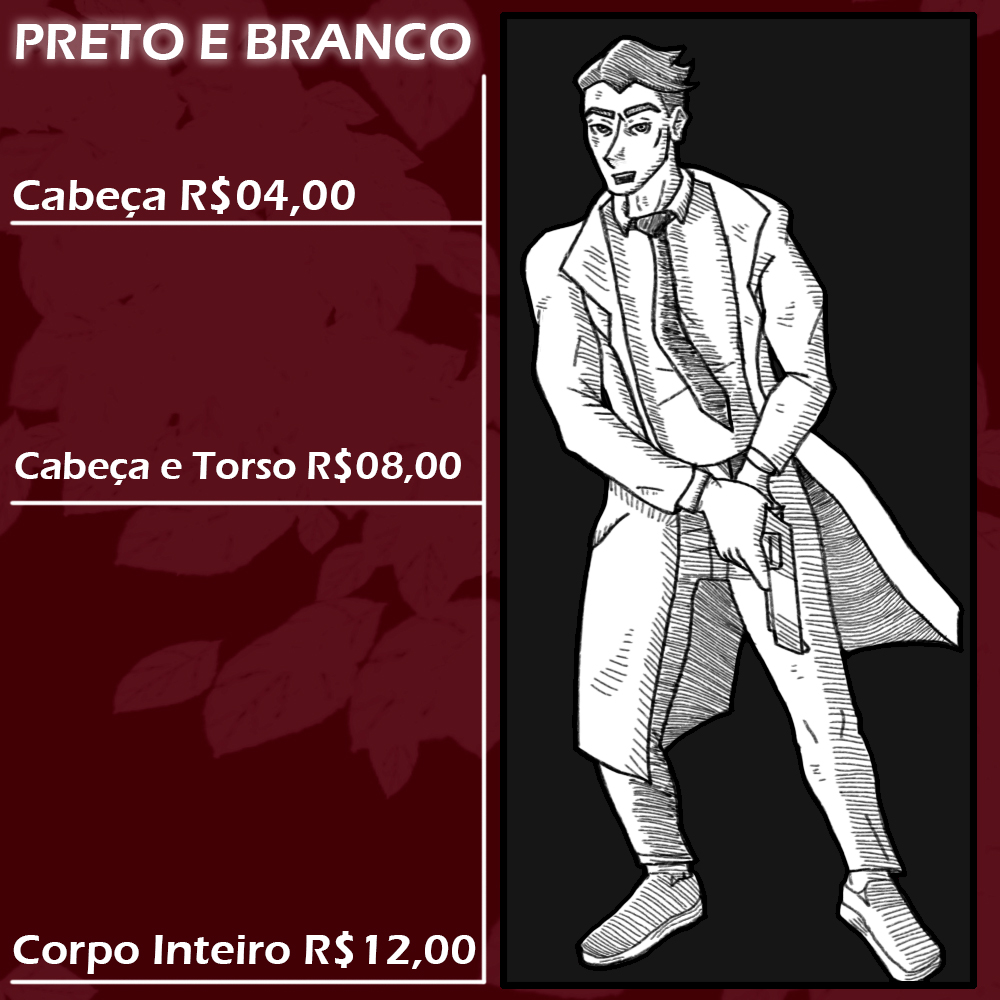 PRETO E BRANCO
Cabeça R$04,00
Cabeça e Torso R$08,00
Corpo Inteiro R$12,00